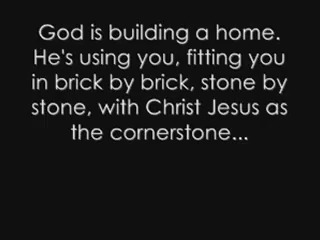 God is building a home.
He's using you, fitting you
in brick by brick, stone by
stone, with Christ Jesus as
the cornerstone...